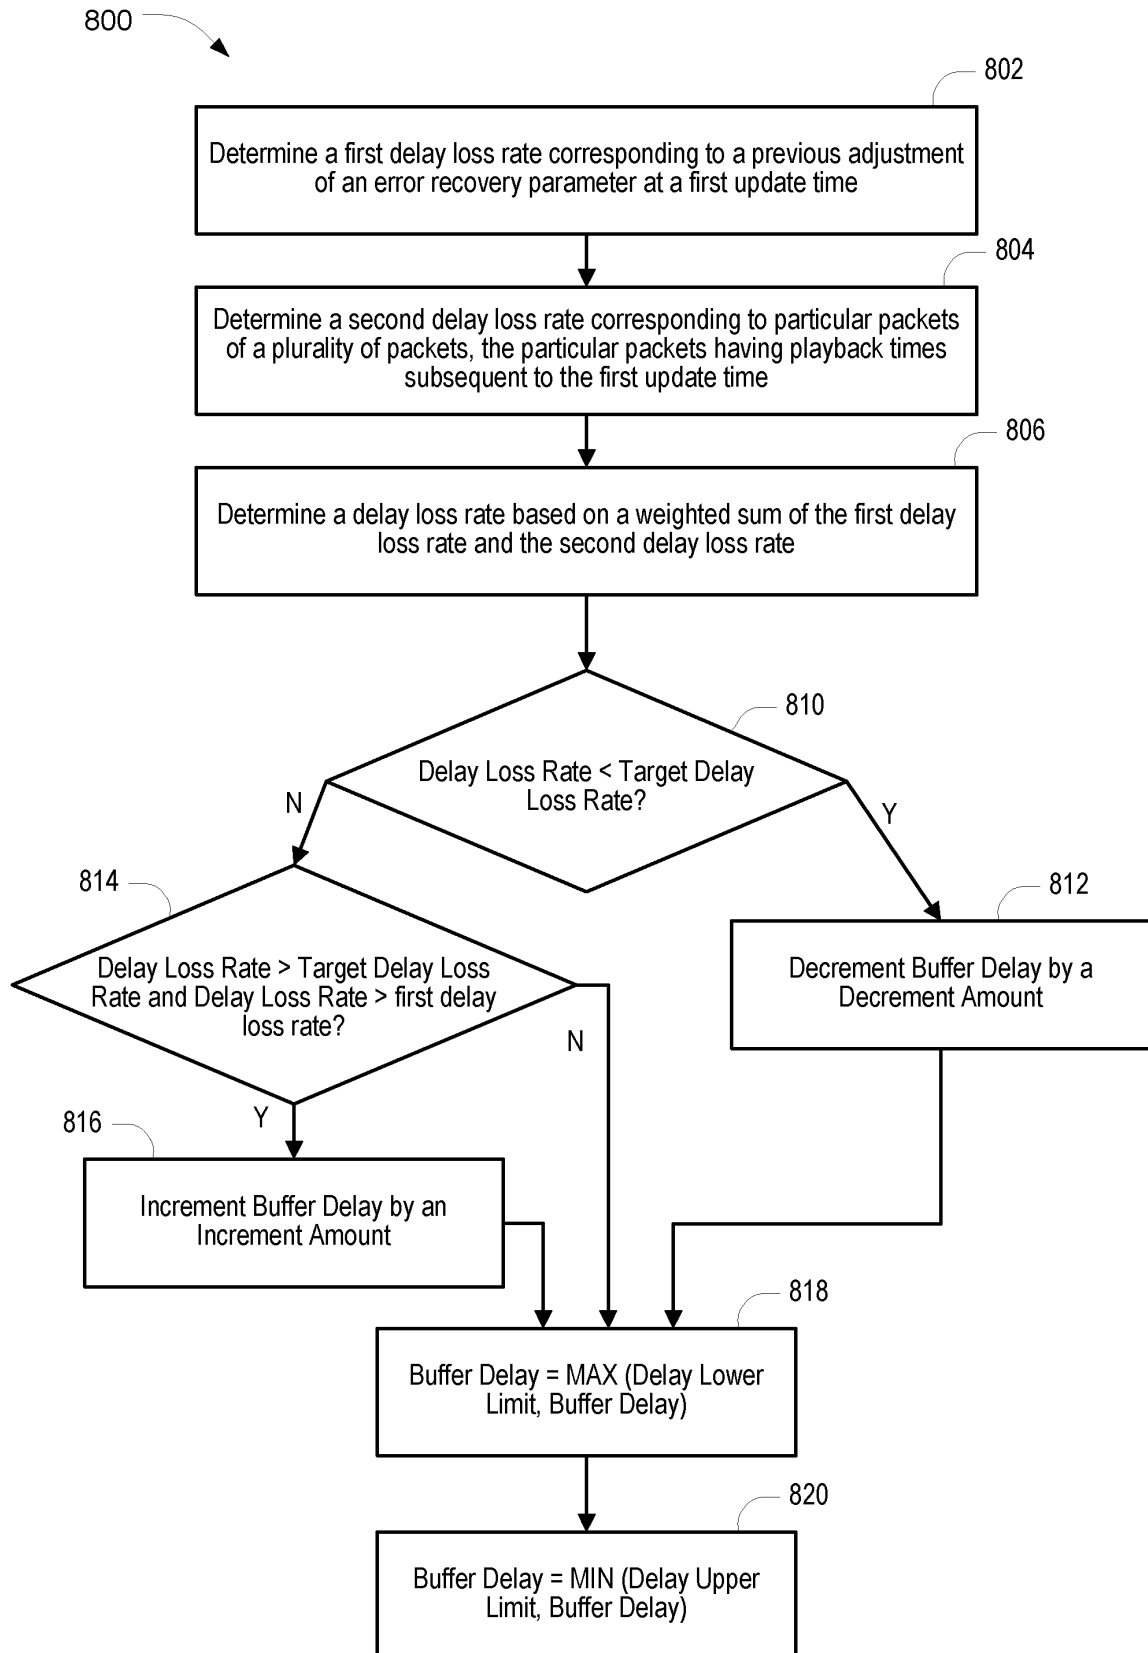 800
802
Determine a first delay loss rate corresponding to a previous adjustment
of an error recovery parameter at a first update time
804
Determine a second delay loss rate corresponding to particular packets
of a plurality of packets, the particular packets having playback times
subsequent to the first update time
806
Determine a delay loss rate based on a weighted sum of the first delay
loss rate and the second delay loss rate
810
Delay Loss Rate < Target Delay
Loss Rate?
N
Y
814
Delay Loss Rate > Target Delay Loss
Rate and Delay Loss Rate > first delay
loss rate?
812
Decrement Buffer Delay by a
Decrement Amount
N
Y
816
Increment Buffer Delay by an
Increment Amount
818
Buffer Delay = MAX (Delay Lower
Limit, Buffer Delay)
820
Buffer Delay = MIN (Delay Upper
Limit, Buffer Delay)